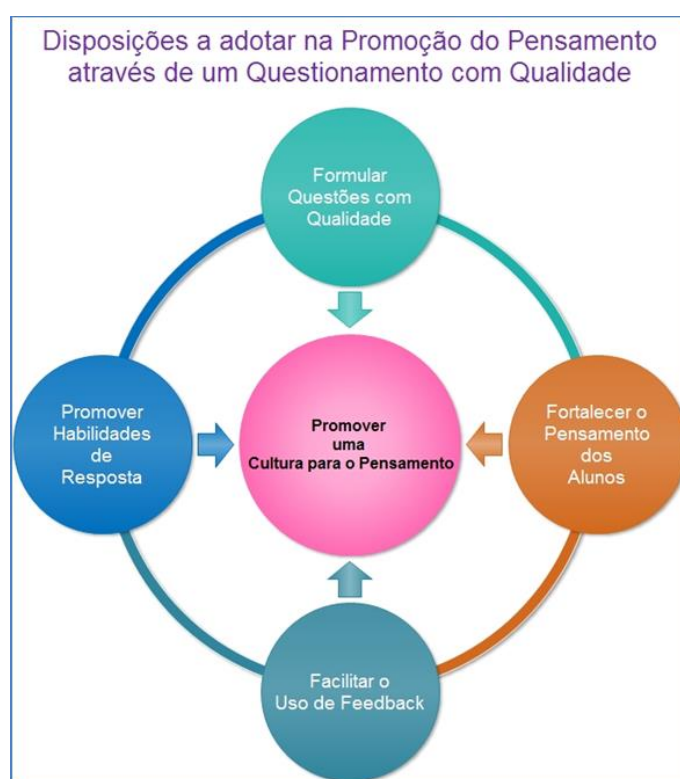 Disposições a adotar na Promoção do Pensamento
através de um Questionamento com Qualidade
Formular
Questões com
Qualidade
Promover
Habilidades
de
Resposta
Promover
uma
Cultura para o Pensamento
Fortalecer o
Pensamento
dos
Alunos
Facilitar o
Uso de Feedback